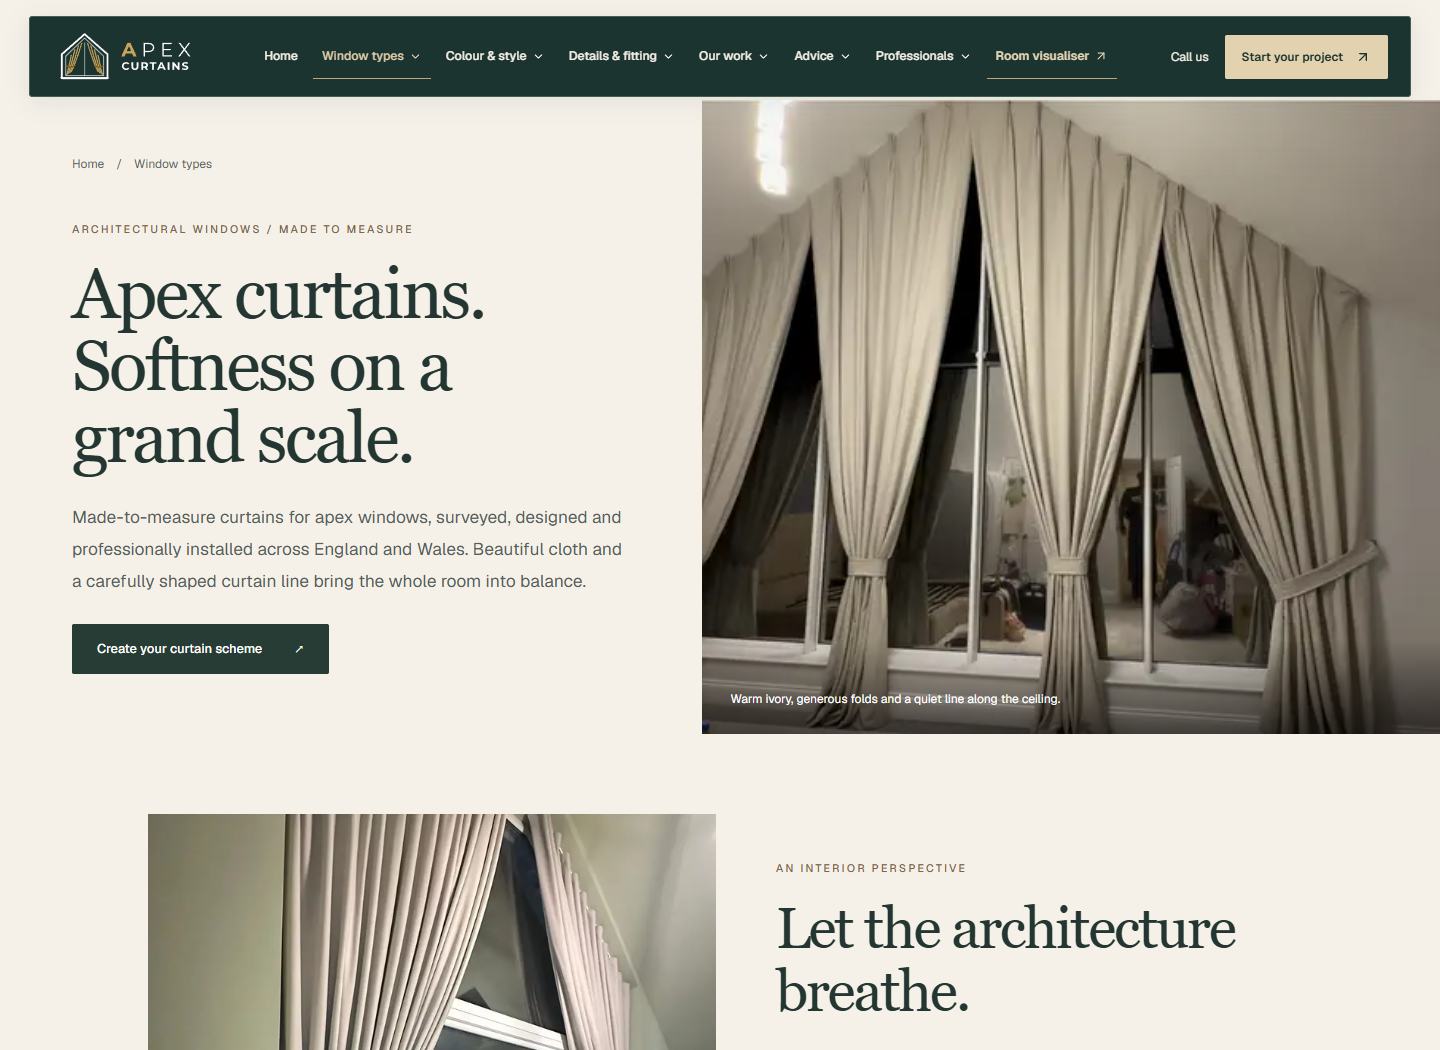 APEX
CURTAINS
Home
Window types
Colour & style
Details & fitting
Our work
Advice
Professionals
Room visualiser
Call us
Start your project
Home / Window types
ARCHITECTURAL WINDOWS / MADE TO MEASURE
Apex curtains.
Softness on a
grand scale.
Made-to-measure curtains for apex windows, surveyed, designed and
professionally installed across England and Wales. Beautiful cloth and
a carefully shaped curtain line bring the whole room into balance.
Create your curtain scheme
Warm ivory, generous folds and a quiet line along the ceiling.
AN INTERIOR PERSPECTIVE
Let the architecture
breathe.